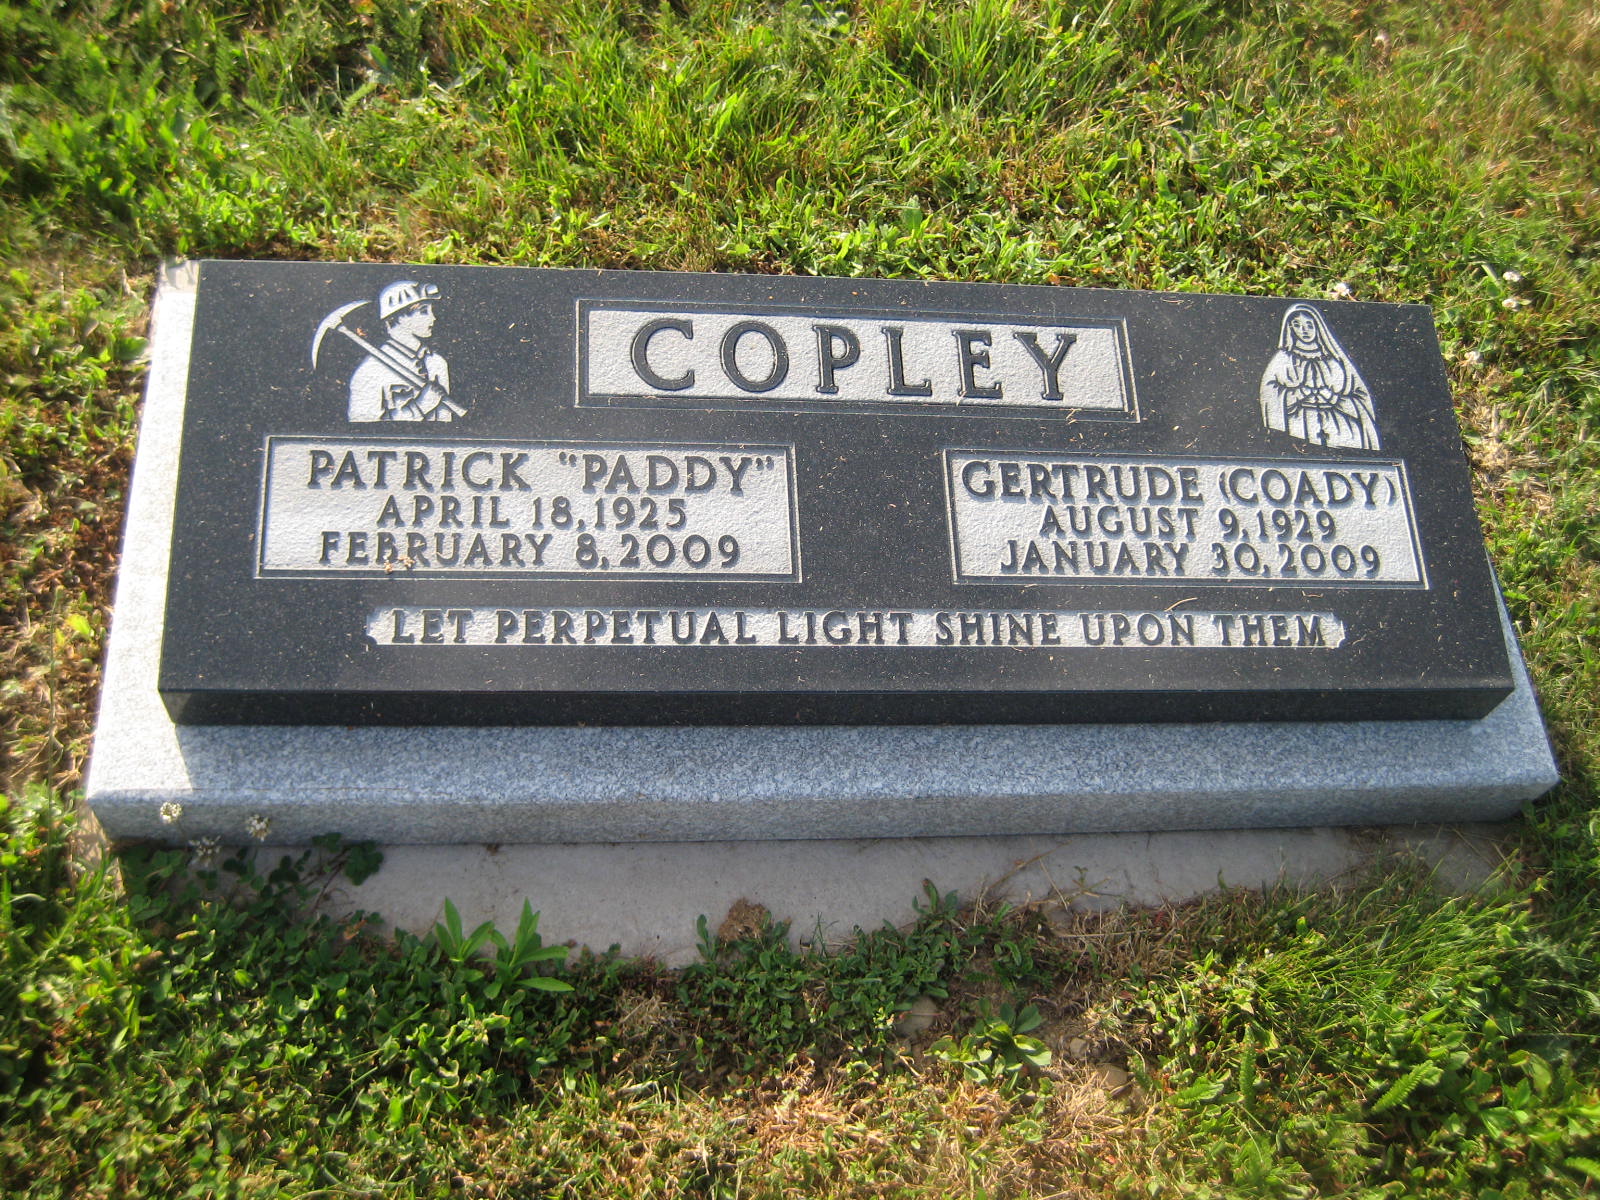 COPLEY
PATRICK "PADDY"
APRIL 18, 1925
FEBRUARY 8, 2009
GERTRUDE (COADY)
AUGUST 9, 1929
JANUARY 30, 2009
LET PERPETUAL LIGHT SHINE UPON THEM